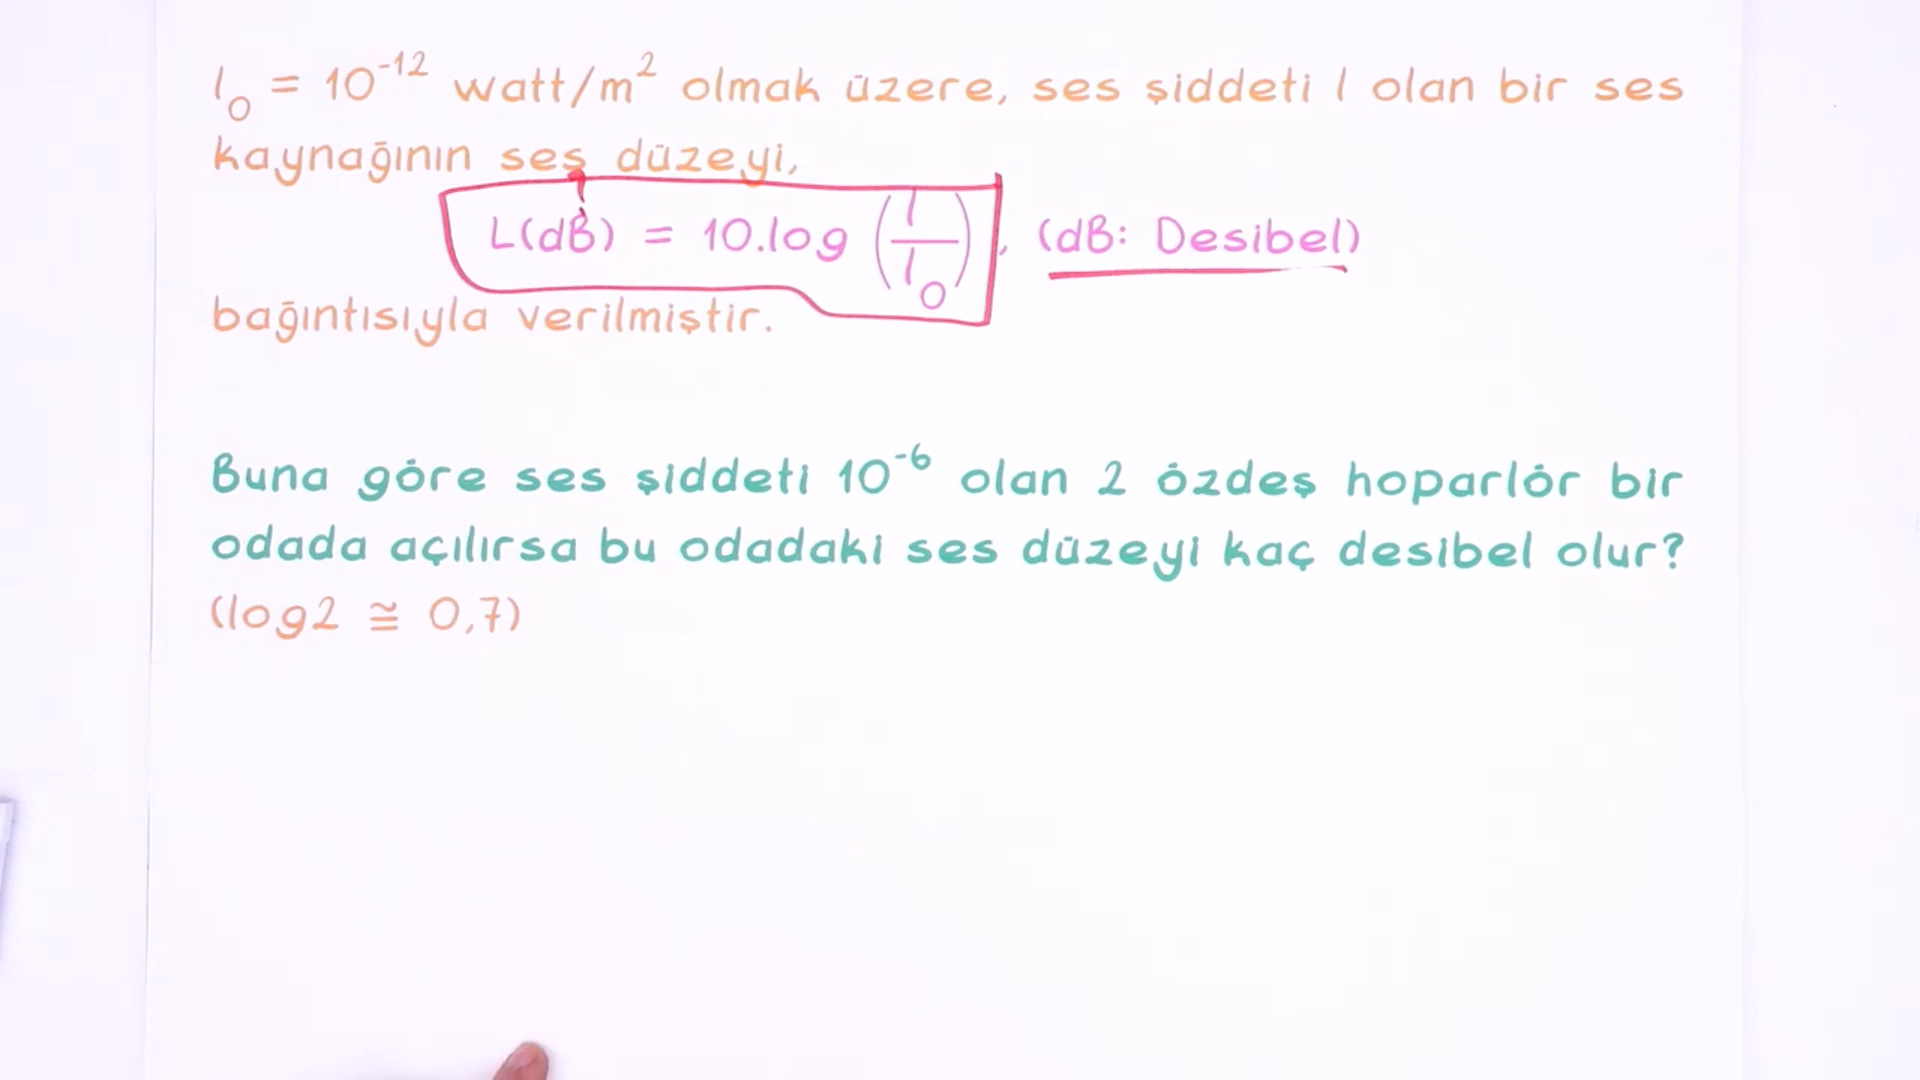 I₀ = 10⁻¹² watt/m² olmak üzere, ses şiddeti I olan bir ses
kaynağının ses düzeyi,
L(dB) = 10.log (I/I₀), (dB: Desibel)
bağıntısıyla verilmiştir.
Buna göre ses şiddeti 10⁻⁶ olan 2 özdeş hoparlör bir
odada açılırsa bu odadaki ses düzeyi kaç desibel olur?
(log2 ≅ 0,7)